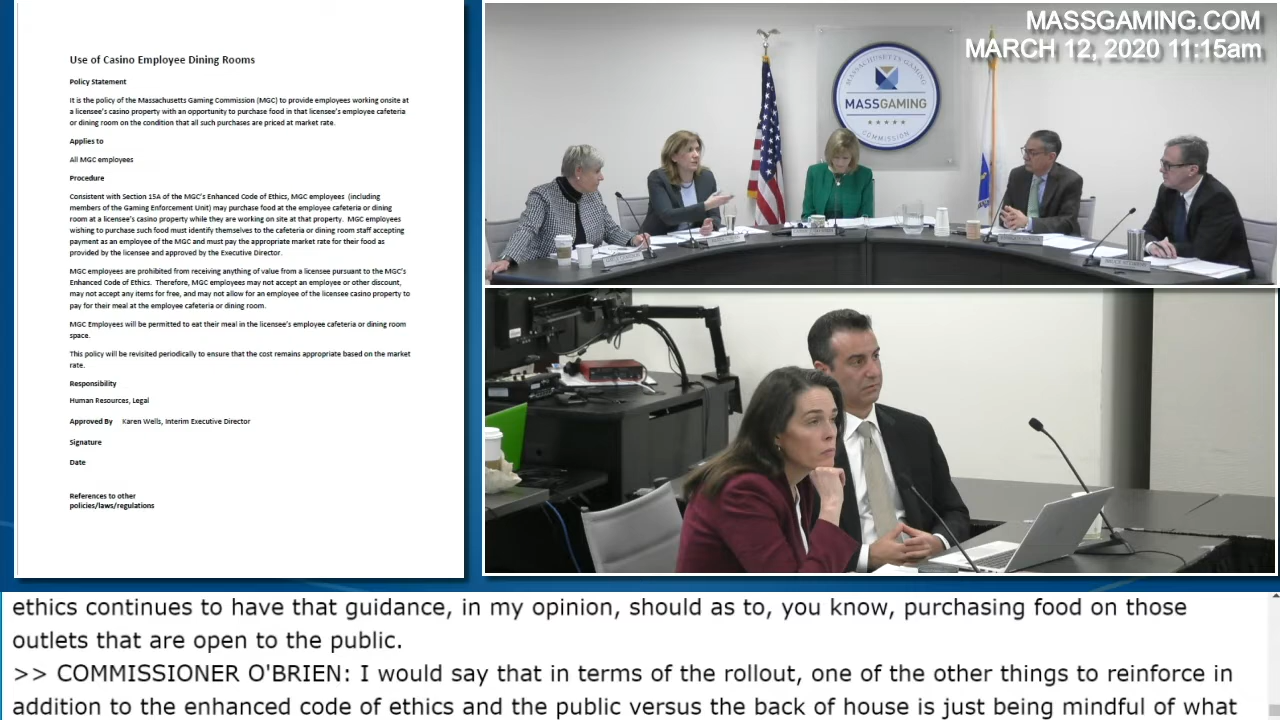 Use of Casino Employee Dining Rooms
Policy Statement
It is the policy of the Massachusetts Gaming Commission (MGC) to provide employees working onsite at
a licensee's casino property with an opportunity to purchase food in that licensee's employee cafeteria
or dining room on the condition that all such purchases are priced at market rate.
Applies to
All MGC employees
Procedure
Consistent with Section 15A of the MGC's Enhanced Code of Ethics, MGC employees (including
members of the Gaming Enforcement Unit) may purchase food at the employee cafeteria or dining
room at a licensee's casino property while they are working on site at that property. MGC employees
wishing to purchase such food must identify themselves to the cafeteria or dining room staff accepting
payment as an employee of the MGC and must pay the appropriate market rate for their food as
provided by the licensee and approved by the Executive Director.
MGC employees are prohibited from receiving anything of value from a licensee pursuant to the MGC's
Enhanced Code of Ethics. Therefore, MGC employees may not accept an employee or other discount,
may not accept any items for free, and may not allow for an employee of the licensee casino property to
pay for their meal at the employee cafeteria or dining room.
MGC Employees will be permitted to eat their meal in the licensee's employee cafeteria or dining room
space.
This policy will be revisited periodically to ensure that the cost remains appropriate based on the market
rate.
Responsibility
Human Resources, Legal
Approved By Karen Wells, Interim Executive Director
Signature
Date
References to other
policies/laws/regulations
MASSGAMING.COM
MARCH 12, 2020 11:15am
MASSACHUSETTS GAMING
MASSGAMING
COMMISSION
ethics continues to have that guidance, in my opinion, should as to, you know, purchasing food on those
outlets that are open to the public.
>> COMMISSIONER O'BRIEN: I would say that in terms of the rollout, one of the other things to reinforce in
addition to the enhanced code of ethics and the public versus the back of house is just being mindful of what